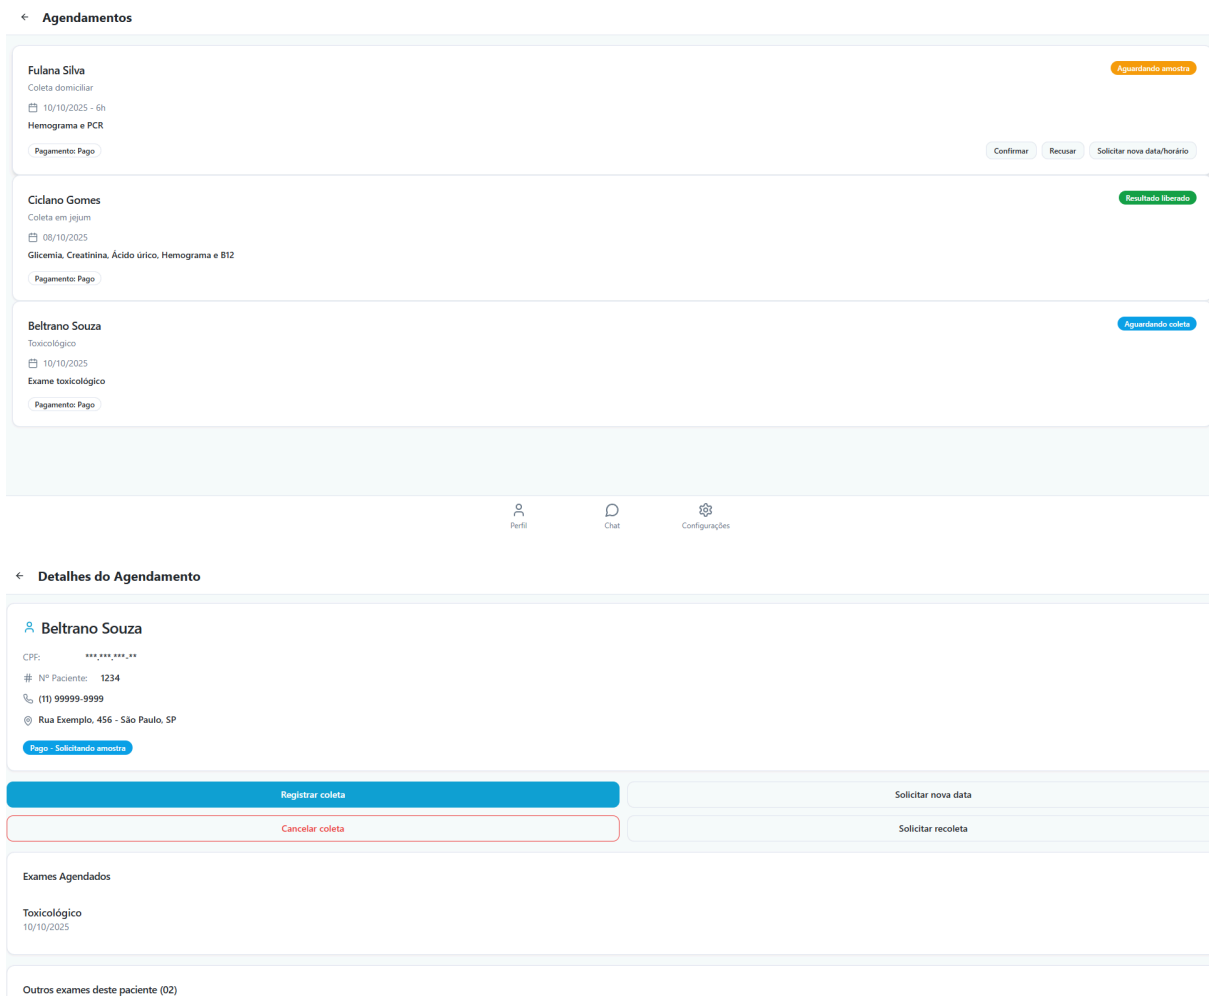 Agendamentos
Fulana Silva
Aguardando amostra
Coleta domiciliar
10/10/2025 - 6h
Hemograma e PCR
Pagamento: Pago
Confirmar
Recusar
Solicitar nova data/horário
Ciclano Gomes
Resultado liberado
Coleta em jejum
08/10/2025
Glicemia, Creatinina, Ácido úrico, Hemograma e B12
Pagamento: Pago
Beltrano Souza
Aguardando coleta
Toxicológico
10/10/2025
Exame toxicológico
Pagamento: Pago
Perfil
Chat
Configurações
Detalhes do Agendamento
Beltrano Souza
CPF: ***.***.***-**
# Nº Paciente: 1234
(11) 99999-9999
Rua Exemplo, 456 - São Paulo, SP
Pago - Solicitando amostra
Registrar coleta
Solicitar nova data
Cancelar coleta
Solicitar recoleta
Exames Agendados
Toxicológico
10/10/2025
Outros exames deste paciente (02)